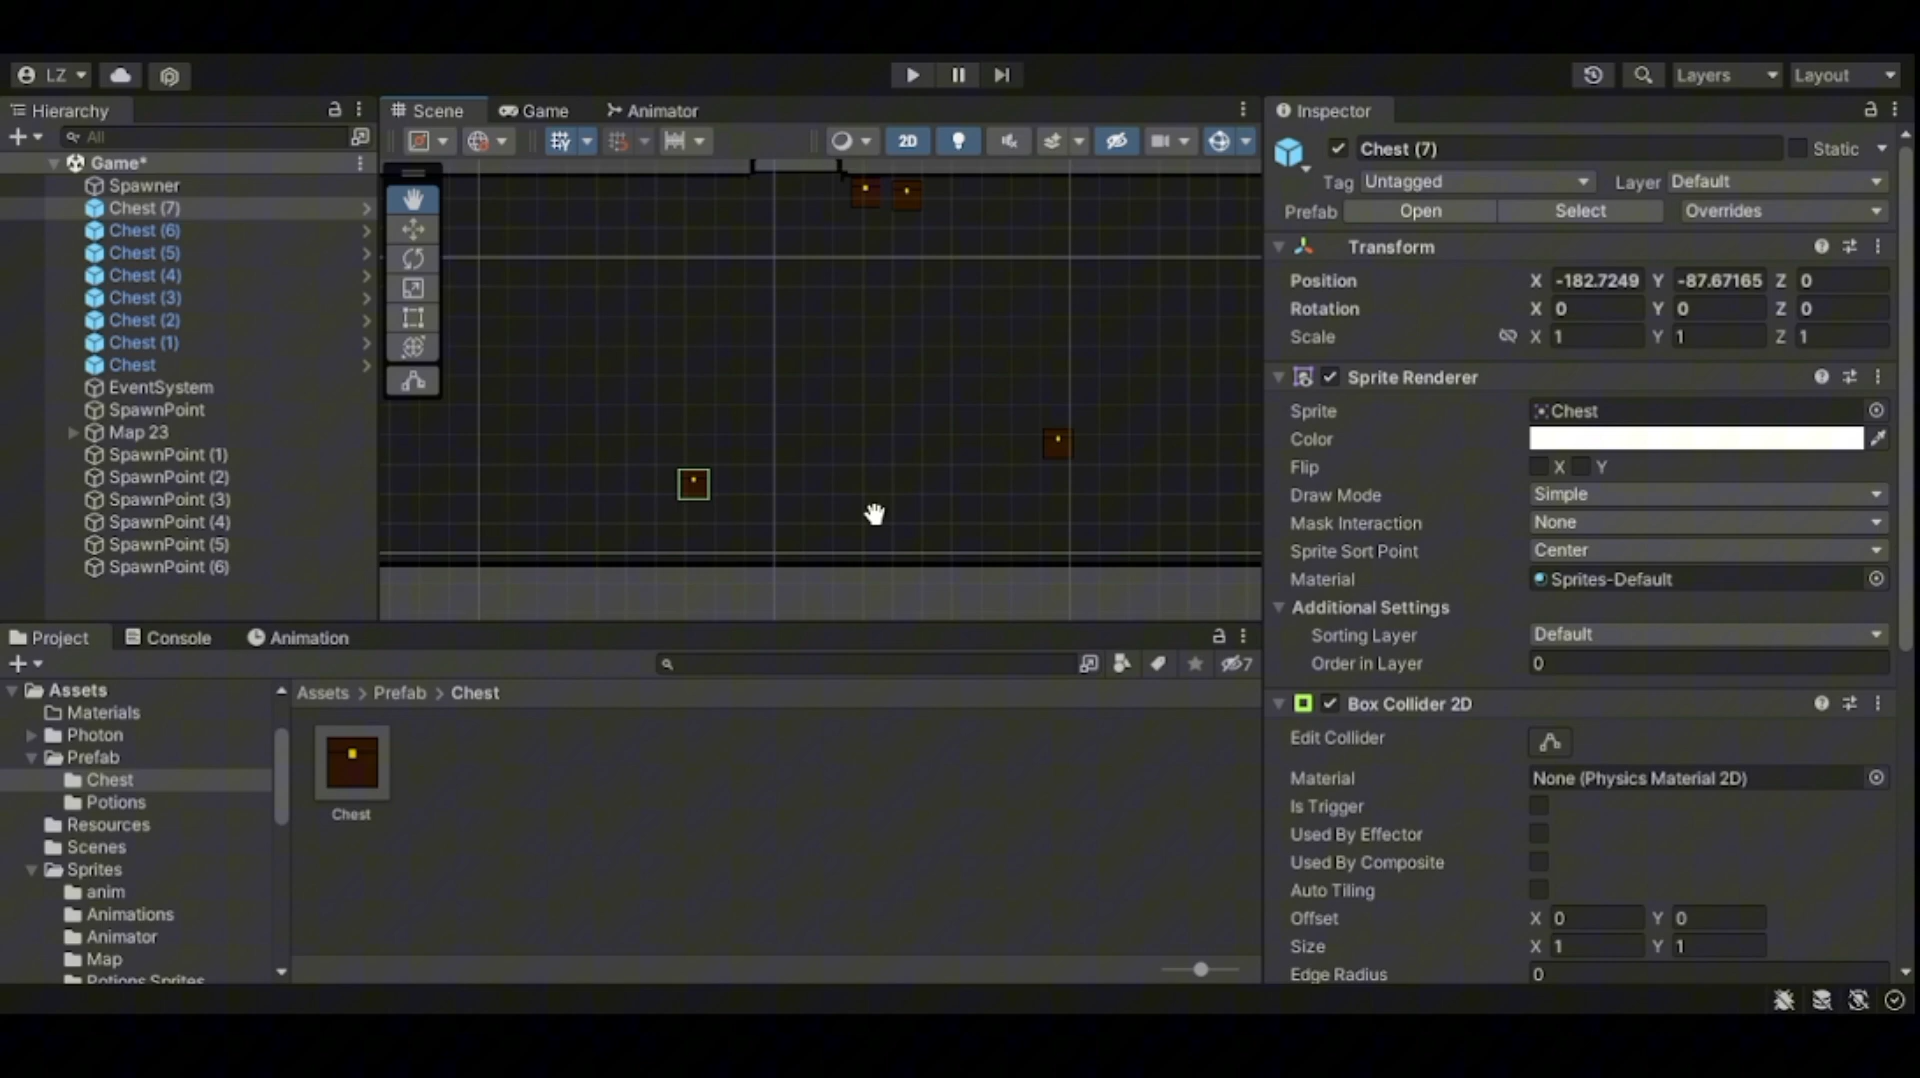 LZ
Layers
Layout
Hierarchy
All
Game*
Spawner
Chest (7)
Chest (6)
Chest (5)
Chest (4)
Chest (3)
Chest (2)
Chest (1)
Chest
EventSystem
SpawnPoint
Map 23
SpawnPoint (1)
SpawnPoint (2)
SpawnPoint (3)
SpawnPoint (4)
SpawnPoint (5)
SpawnPoint (6)
Scene
Game
Animator
2D
Inspector
Chest (7)
Static
Tag Untagged Layer Default
Prefab Open Select Overrides
Transform
Position X -182.7249 Y -87.67165 Z 0
Rotation X 0 Y 0 Z 0
Scale X 1 Y 1 Z 1
Sprite Renderer
Sprite Chest
Color
Flip X Y
Draw Mode Simple
Mask Interaction None
Sprite Sort Point Center
Material Sprites-Default
Additional Settings
Sorting Layer Default
Order in Layer 0
Box Collider 2D
Edit Collider
Material None (Physics Material 2D)
Is Trigger
Used By Effector
Used By Composite
Auto Tiling
Offset X 0 Y 0
Size X 1 Y 1
Edge Radius 0
Project
Console
Animation
7
Assets
Materials
Photon
Prefab
Chest
Potions
Resources
Scenes
Sprites
anim
Animations
Animator
Map
Potions Sprites
Assets > Prefab > Chest
Chest